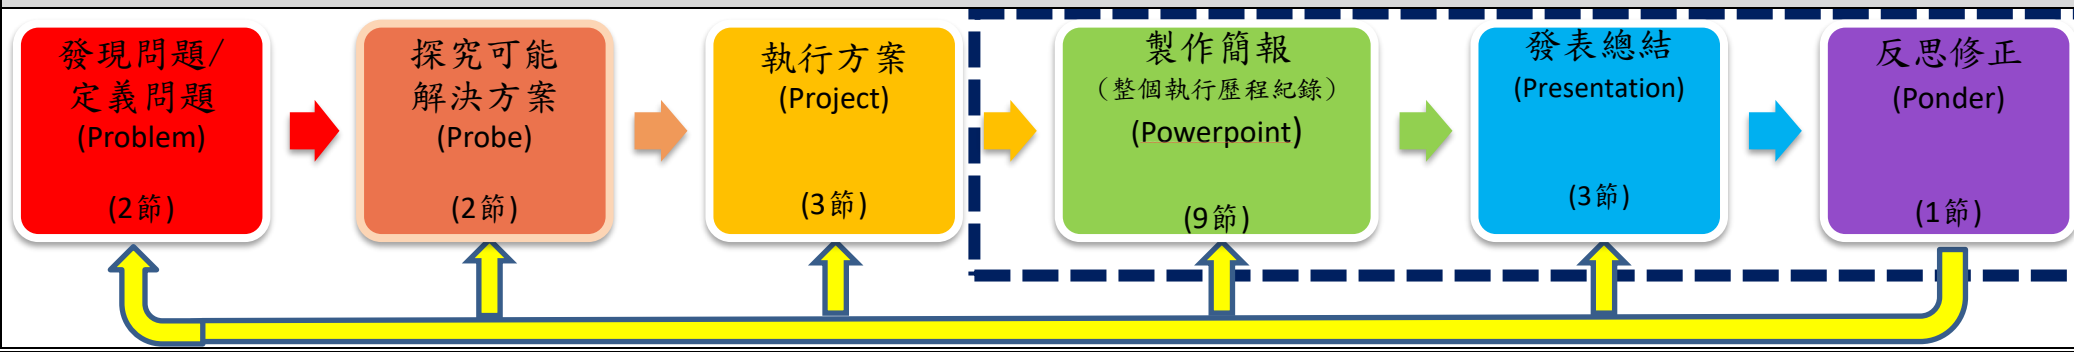 發現問題/
定義問題
(Problem)
(2節)
探究可能
解決方案
(Probe)
(2節)
執行方案
(Project)
(3節)
製作簡報
（整個執行歷程紀錄）
(Powerpoint)
(9節)
發表總結
(Presentation)
(3節)
反思修正
(Ponder)
(1節)